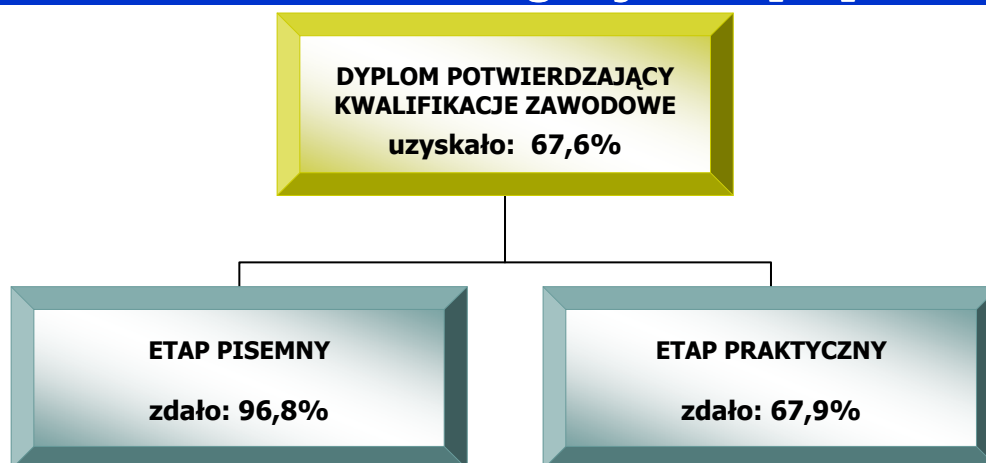 DYPLOM POTWIERDZAJĄCY
KWALIFIKACJE ZAWODOWE
uzyskało: 67,6%
ETAP PISEMNY
zdało: 96,8%
ETAP PRAKTYCZNY
zdało: 67,9%